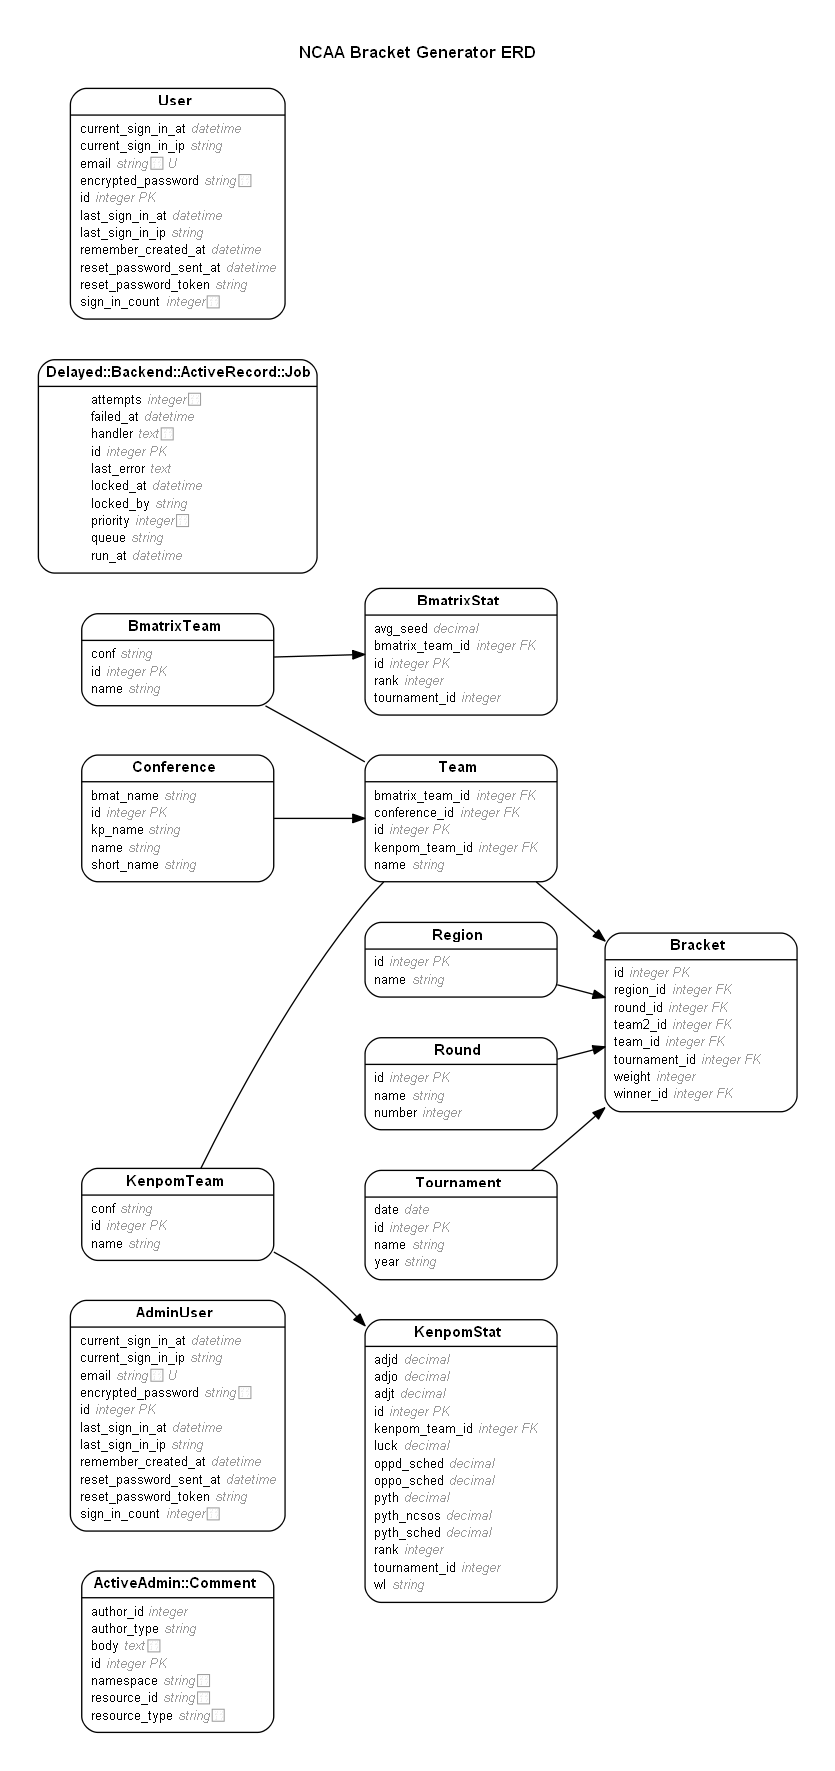 NCAA Bracket Generator ERD
User
current_sign_in_at datetime
current_sign_in_ip string
email string U
encrypted_password string
id integer PK
last_sign_in_at datetime
last_sign_in_ip string
remember_created_at datetime
reset_password_sent_at datetime
reset_password_token string
sign_in_count integer
Delayed::Backend::ActiveRecord::Job
attempts integer
failed_at datetime
handler text
id integer PK
last_error text
locked_at datetime
locked_by string
priority integer
queue string
run_at datetime
BmatrixTeam
conf string
id integer PK
name string
BmatrixStat
avg_seed decimal
bmatrix_team_id integer FK
id integer PK
rank integer
tournament_id integer
Conference
bmat_name string
id integer PK
kp_name string
name string
short_name string
Team
bmatrix_team_id integer FK
conference_id integer FK
id integer PK
kenpom_team_id integer FK
name string
Region
id integer PK
name string
Bracket
id integer PK
region_id integer FK
round_id integer FK
team2_id integer FK
team_id integer FK
tournament_id integer FK
weight integer
winner_id integer FK
Round
id integer PK
name string
number integer
KenpomTeam
conf string
id integer PK
name string
Tournament
date date
id integer PK
name string
year string
AdminUser
current_sign_in_at datetime
current_sign_in_ip string
email string U
encrypted_password string
id integer PK
last_sign_in_at datetime
last_sign_in_ip string
remember_created_at datetime
reset_password_sent_at datetime
reset_password_token string
sign_in_count integer
KenpomStat
adjd decimal
adjo decimal
adjt decimal
id integer PK
kenpom_team_id integer FK
luck decimal
oppd_sched decimal
oppo_sched decimal
pyth decimal
pyth_ncsos decimal
pyth_sched decimal
rank integer
tournament_id integer
wl string
ActiveAdmin::Comment
author_id integer
author_type string
body text
id integer PK
namespace string
resource_id string
resource_type string